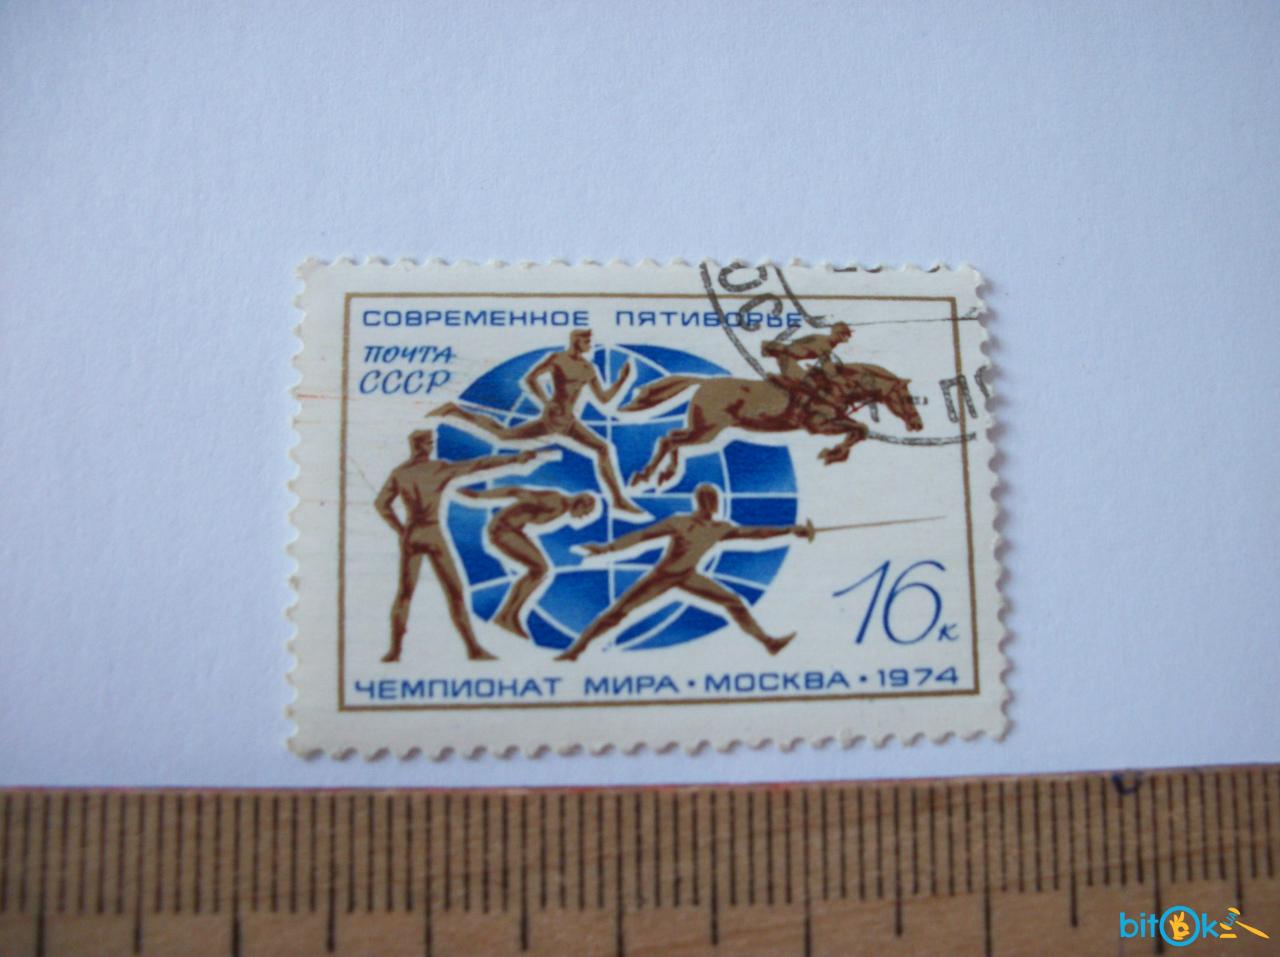 СОВРЕМЕННОЕ ПЯТИБОРЬЕ
ПОЧТА
СССР
16к
ЧЕМПИОНАТ МИРА • МОСКВА • 1974
bitOk